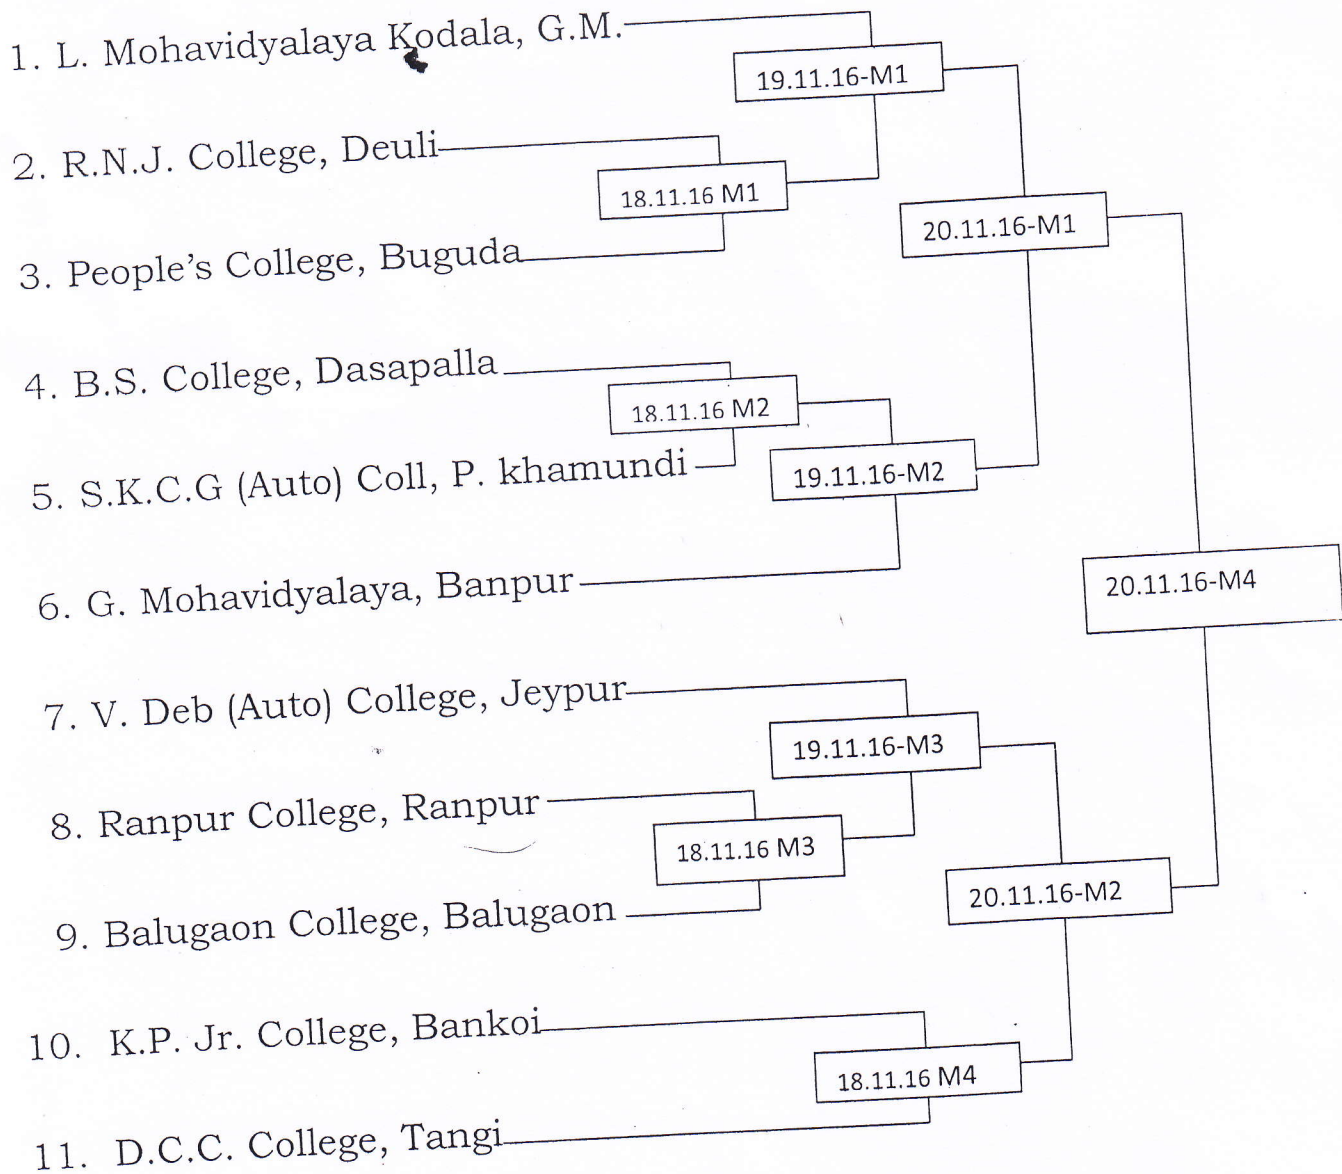 1. L. Mohavidyalaya Kodala, G.M.
19.11.16-M1
2. R.N.J. College, Deuli
18.11.16 M1
20.11.16-M1
3. People's College, Buguda
4. B.S. College, Dasapalla
18.11.16 M2
5. S.K.C.G (Auto) Coll, P. khamundi
19.11.16-M2
6. G. Mohavidyalaya, Banpur
20.11.16-M4
7. V. Deb (Auto) College, Jeypur
19.11.16-M3
8. Ranpur College, Ranpur
18.11.16 M3
20.11.16-M2
9. Balugaon College, Balugaon
10. K.P. Jr. College, Bankoi
18.11.16 M4
11. D.C.C. College, Tangi